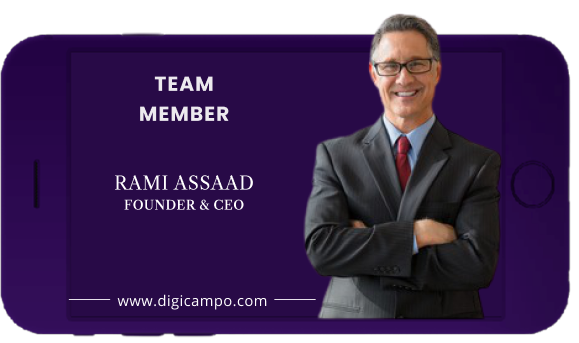 TEAM
MEMBER
RAMI ASSAAD
FOUNDER & CEO
www.digicampo.com